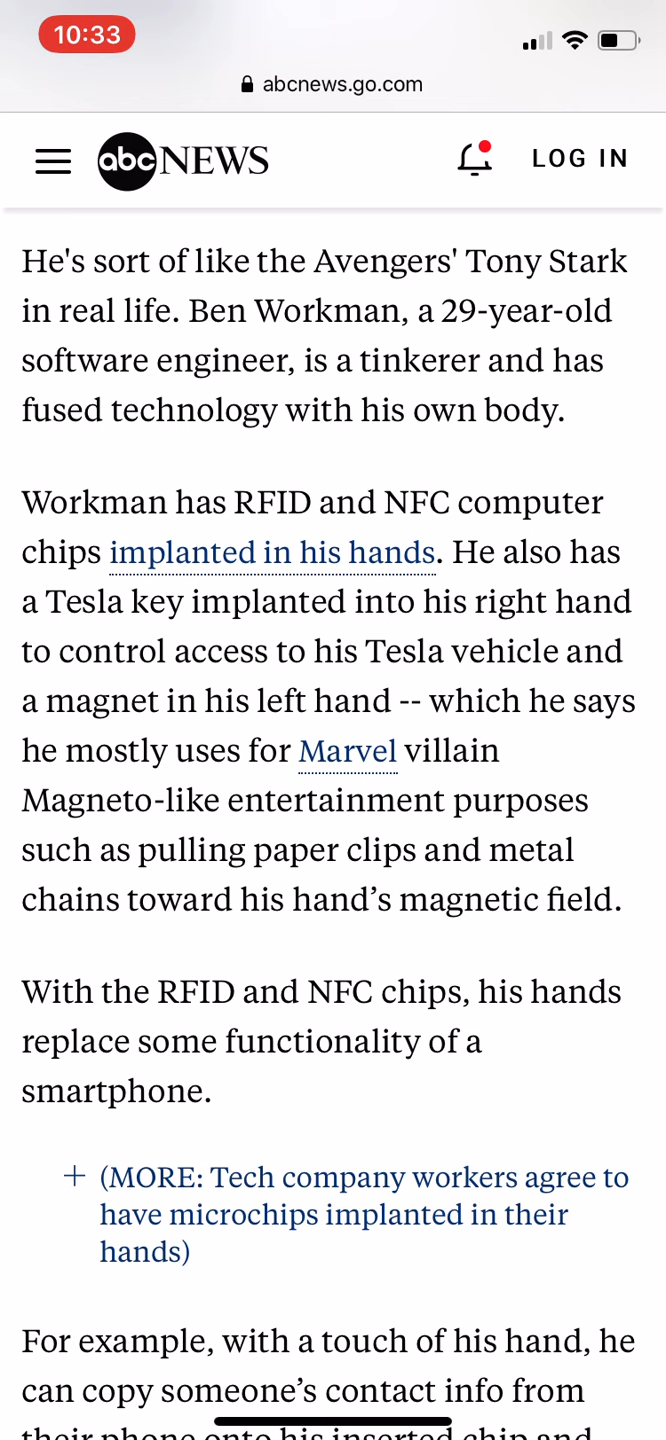 10:33
abcnews.go.com
abc NEWS
LOG IN
He's sort of like the Avengers' Tony Stark
in real life. Ben Workman, a 29-year-old
software engineer, is a tinkerer and has
fused technology with his own body.
Workman has RFID and NFC computer
chips implanted in his hands. He also has
a Tesla key implanted into his right hand
to control access to his Tesla vehicle and
a magnet in his left hand -- which he says
he mostly uses for Marvel villain
Magneto-like entertainment purposes
such as pulling paper clips and metal
chains toward his hand’s magnetic field.
With the RFID and NFC chips, his hands
replace some functionality of a
smartphone.
+ (MORE: Tech company workers agree to
have microchips implanted in their
hands)
For example, with a touch of his hand, he
can copy someone’s contact info from
their phone onto his inserted chip and